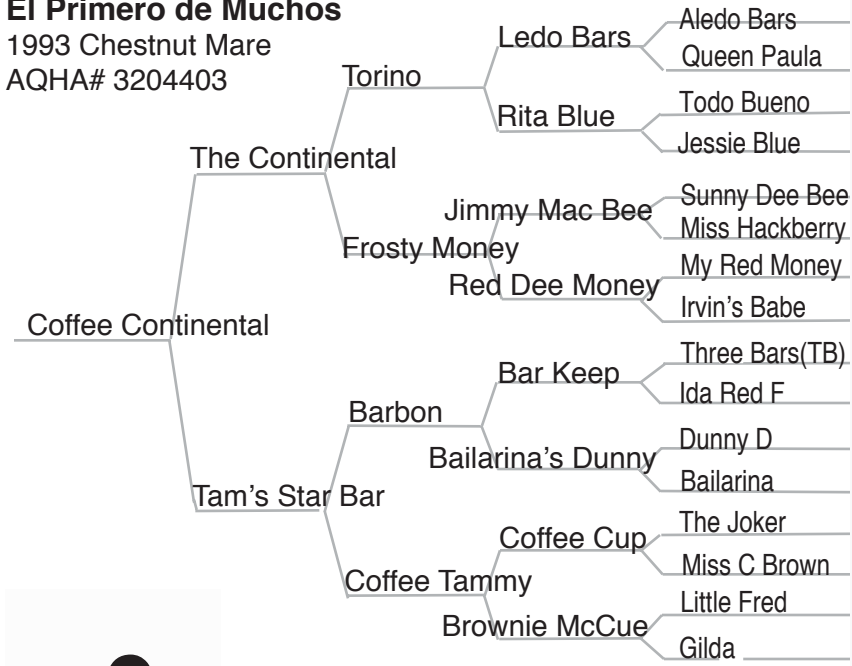 El Primero de Muchos
1993 Chestnut Mare
AQHA# 3204403
Coffee Continental
The Continental
Tam's Star Bar
Torino
Frosty Money
Barbon
Coffee Tammy
Ledo Bars
Rita Blue
Jimmy Mac Bee
Red Dee Money
Bar Keep
Bailarina's Dunny
Coffee Cup
Brownie McCue
Aledo Bars
Queen Paula
Todo Bueno
Jessie Blue
Sunny Dee Bee
Miss Hackberry
My Red Money
Irvin's Babe
Three Bars(TB)
Ida Red F
Dunny D
Bailarina
The Joker
Miss C Brown
Little Fred
Gilda